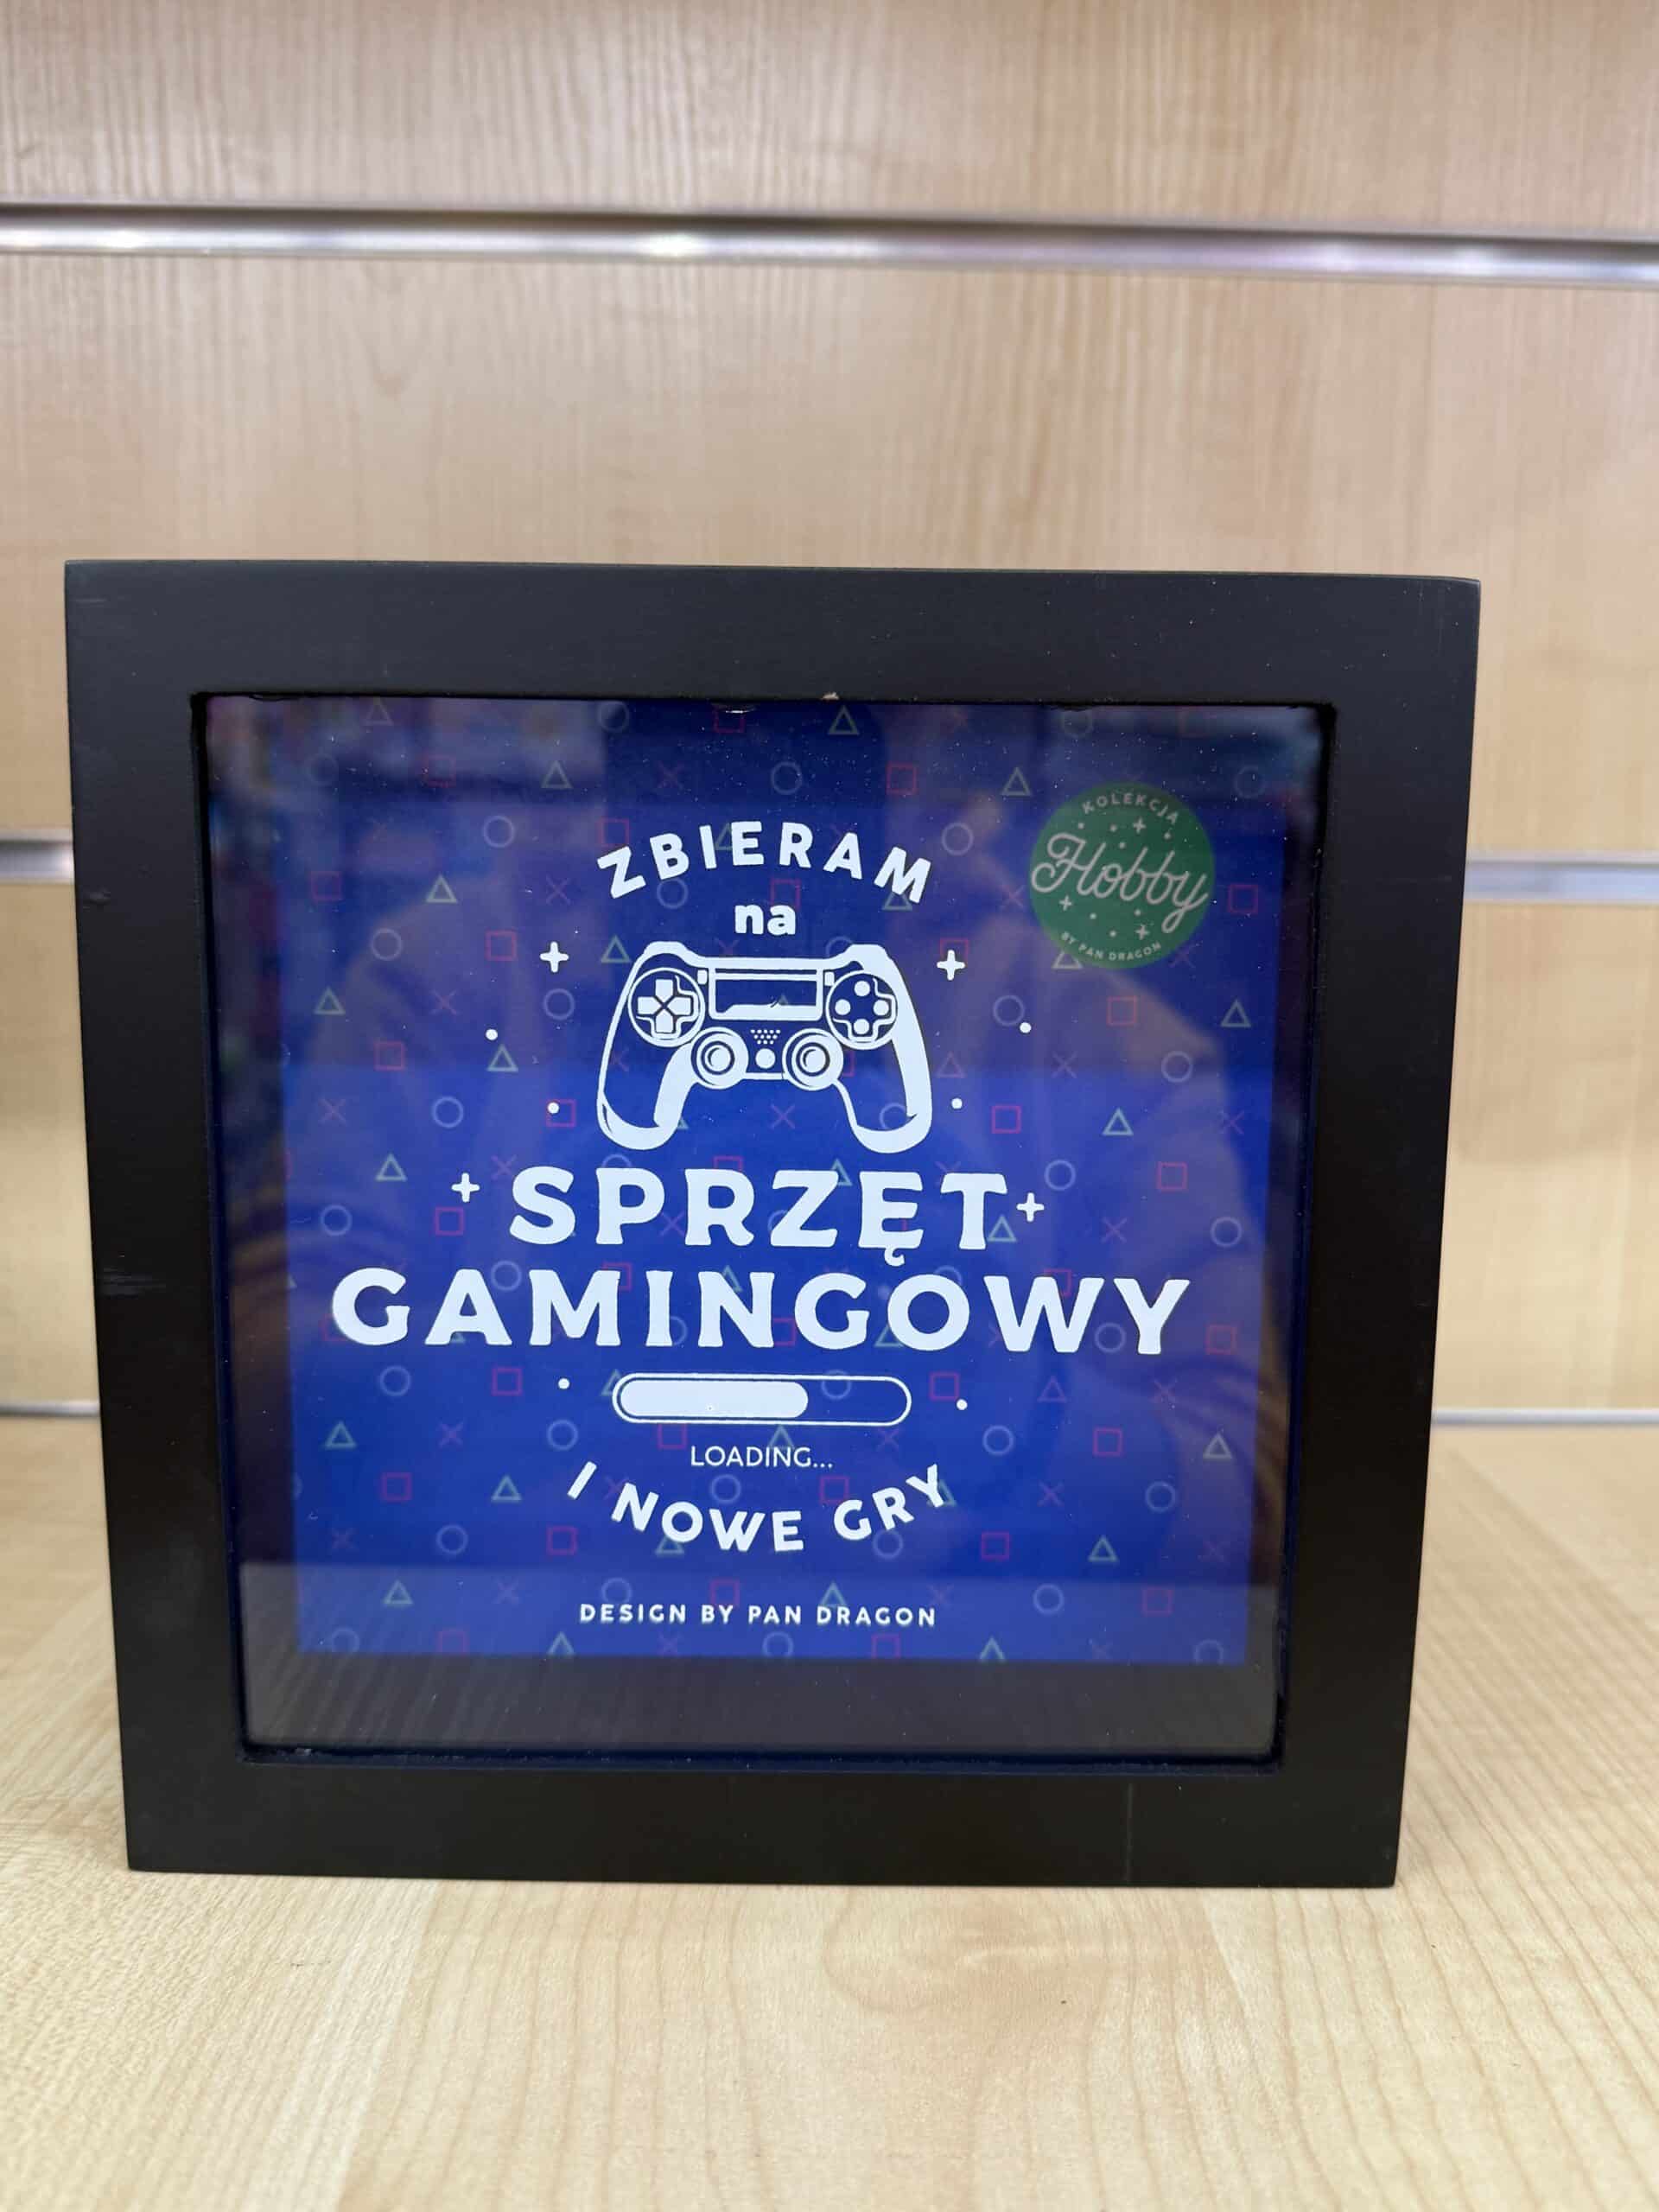 KOLEKCJA
Hobby
BY PAN DRAGON
ZBIERAM
na
SPRZĘT
GAMINGOWY
LOADING...
I NOWE GRY
DESIGN BY PAN DRAGON